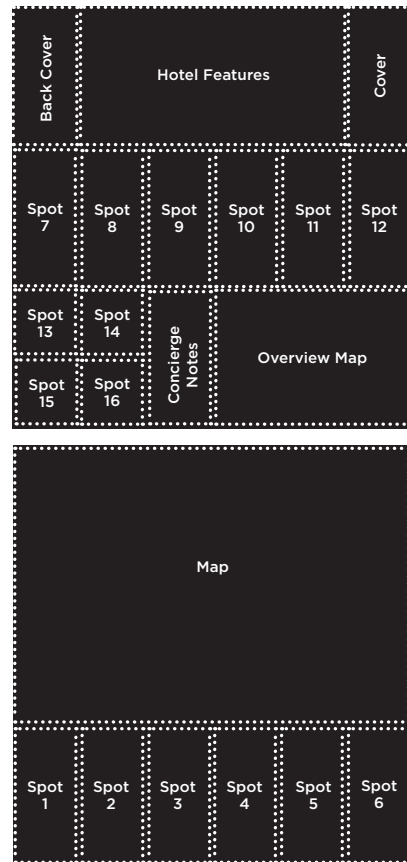 Back Cover
Hotel Features
Cover
Spot
7
Spot
8
Spot
9
Spot
10
Spot
11
Spot
12
Spot
13
Spot
14
Spot
15
Spot
16
Concierge
Notes
Overview Map
Map
Spot
1
Spot
2
Spot
3
Spot
4
Spot
5
Spot
6